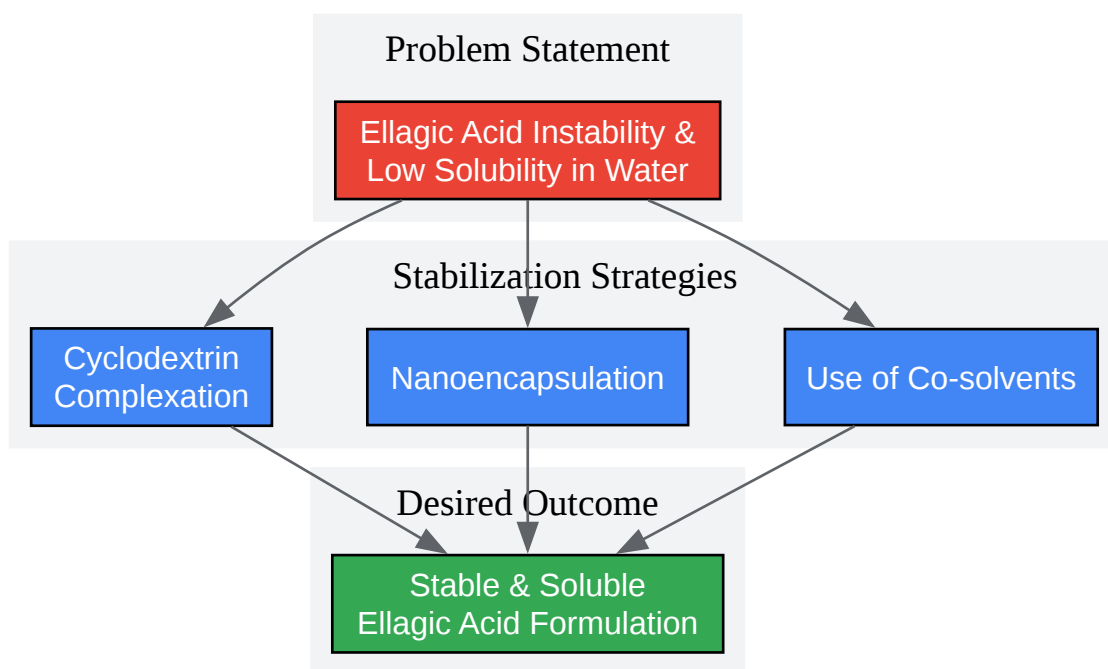 Problem Statement
Ellagic Acid Instability &
Low Solubility in Water
Stabilization Strategies
Cyclodextrin
Complexation
Nanoencapsulation
Use of Co-solvents
Desired Outcome
Stable & Soluble
Ellagic Acid Formulation